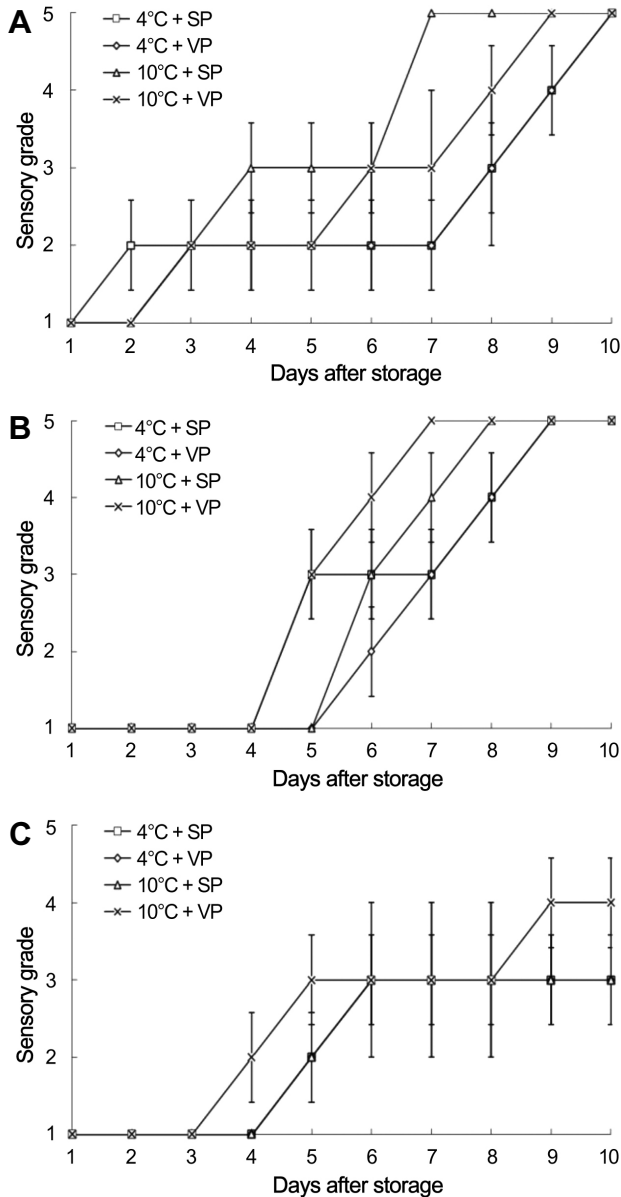 A
4°C + SP
4°C + VP
10°C + SP
10°C + VP
Sensory grade
5
4
3
2
1
1 2 3 4 5 6 7 8 9 10
Days after storage
B
4°C + SP
4°C + VP
10°C + SP
10°C + VP
Sensory grade
5
4
3
2
1
1 2 3 4 5 6 7 8 9 10
Days after storage
C
4°C + SP
4°C + VP
10°C + SP
10°C + VP
Sensory grade
5
4
3
2
1
1 2 3 4 5 6 7 8 9 10
Days after storage